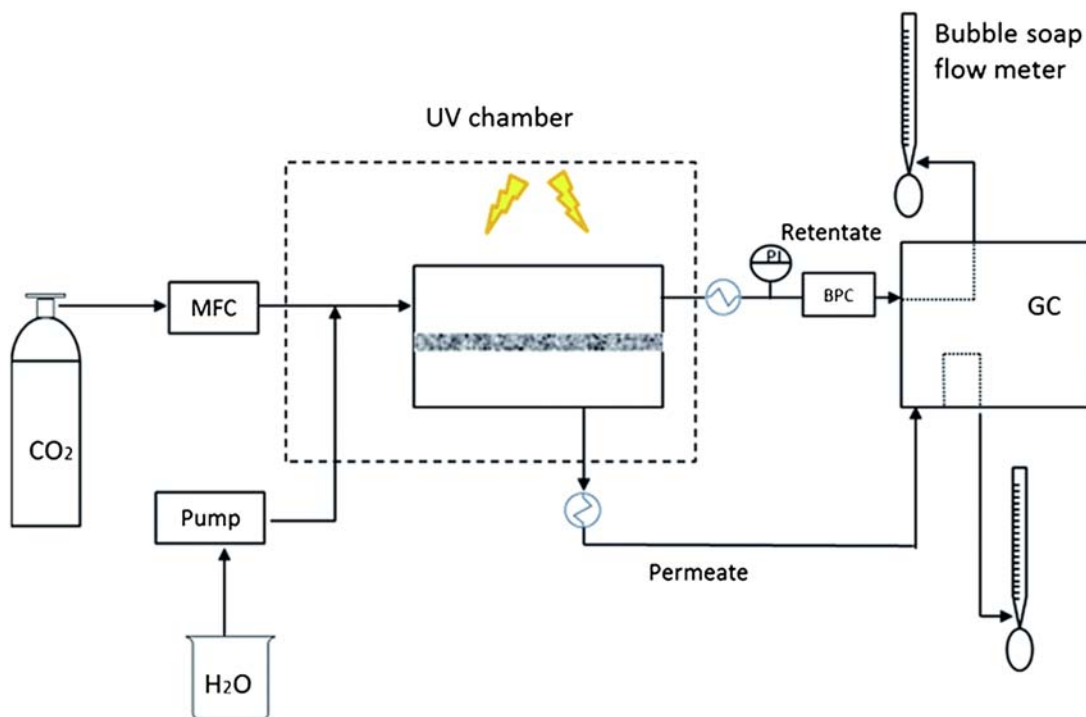 Bubble soap
flow meter
UV chamber
Retentate
PI
MFC
BPC
GC
CO₂
Pump
Permeate
H₂O